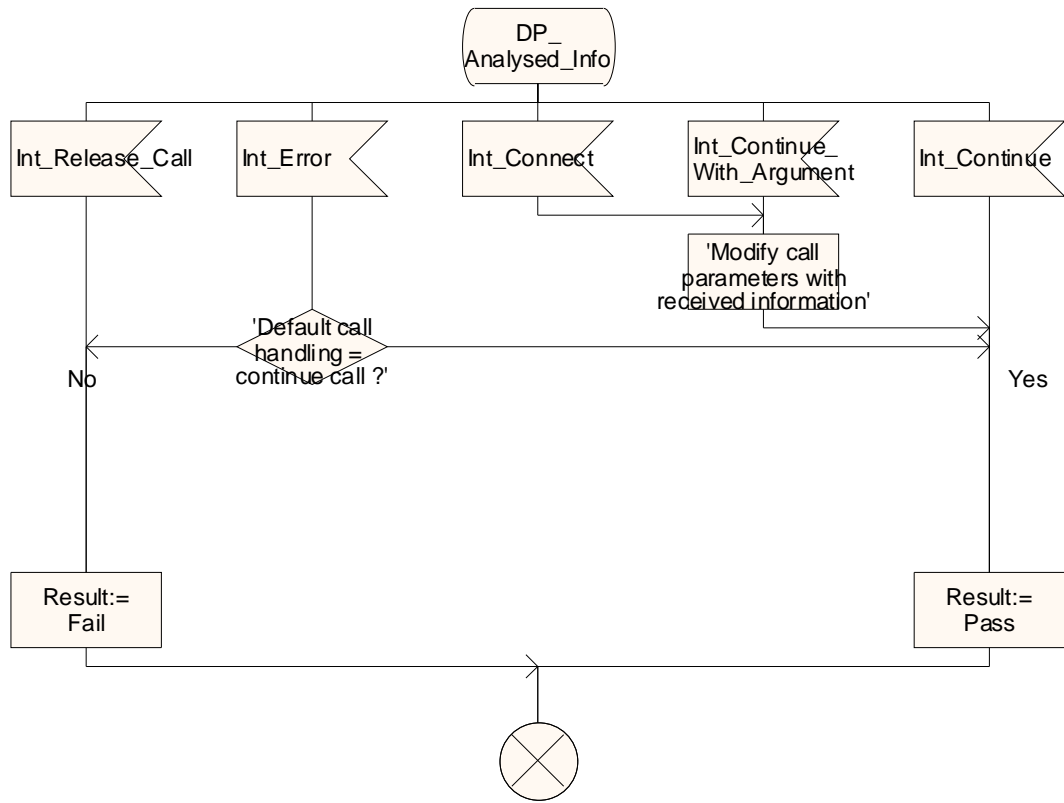 DP_
Analysed_Info
Int_Release_Call
Int_Error
Int_Connect
Int_Continue_
With_Argument
Int_Continue
'Modify call
parameters with
received information'
'Default call
handling =
continue call ?'
No
Yes
Result:=
Fail
Result:=
Pass